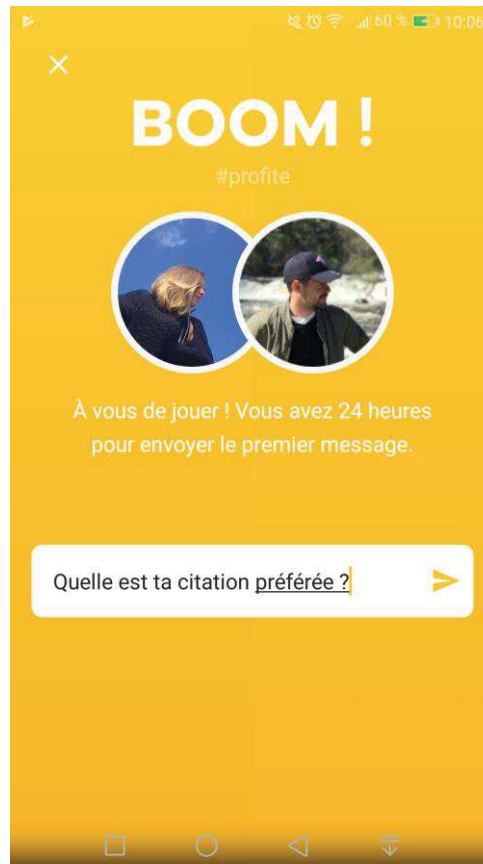 60 % 10:06
BOOM !
#profite
À vous de jouer ! Vous avez 24 heures
pour envoyer le premier message.
Quelle est ta citation préférée ?